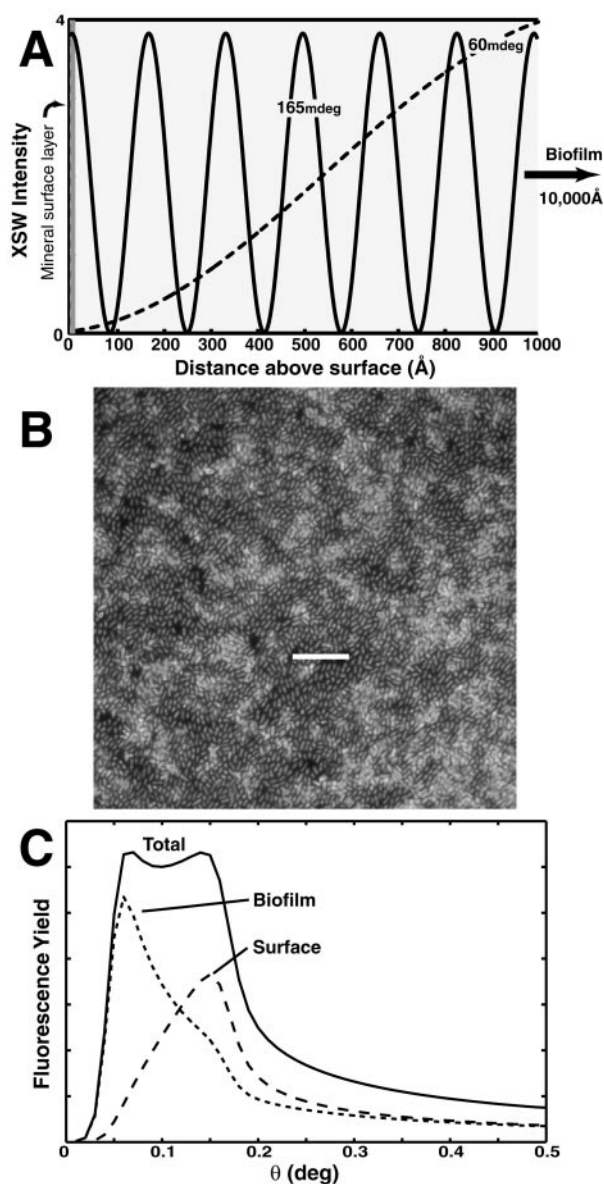 A
4
60mdeg
165mdeg
XSW Intensity
Mineral surface layer
Biofilm
10,000Å
0
0 100 200 300 400 500 600 700 800 900 1000
Distance above surface (Å)
B
C
Total
Biofilm
Surface
Fluorescence Yield
0 0.1 0.2 0.3 0.4 0.5
θ (deg)